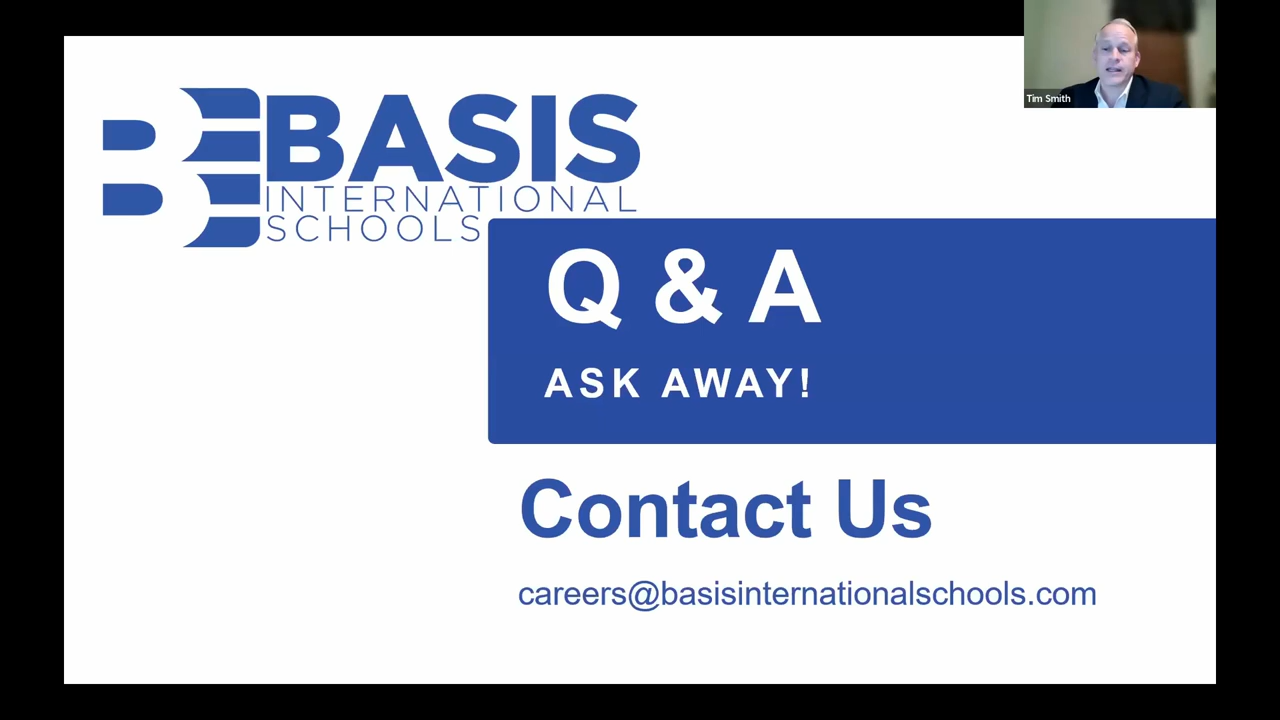 Tim Smith
BASIS
INTERNATIONAL
SCHOOLS
Q & A
ASK AWAY!
Contact Us
careers@basisinternationalschools.com